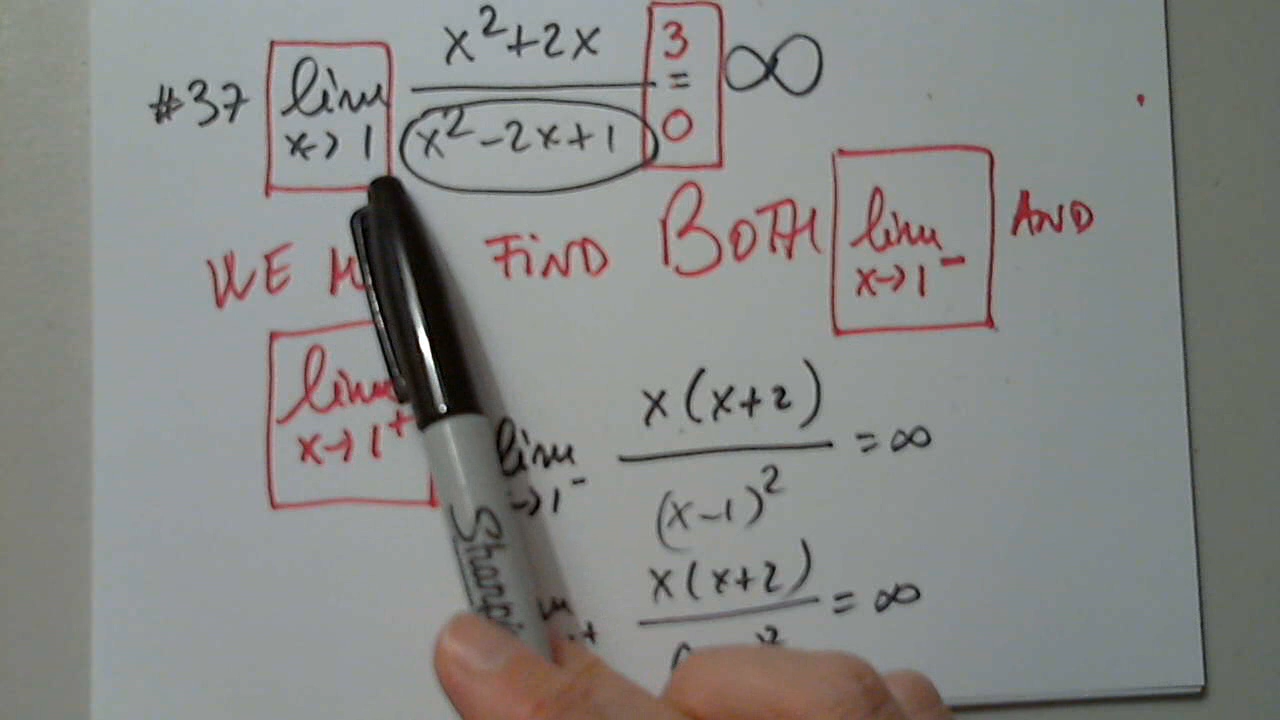 #37 lim x→1 x²+2x / x²-2x+1 = 3/0 ∞
WE FIND BOTH lim x→1⁻ AND
lim x→1⁺
lim →1⁻ x(x+2) / (x-1)² = ∞
x(x+2) = ∞
Sharpie